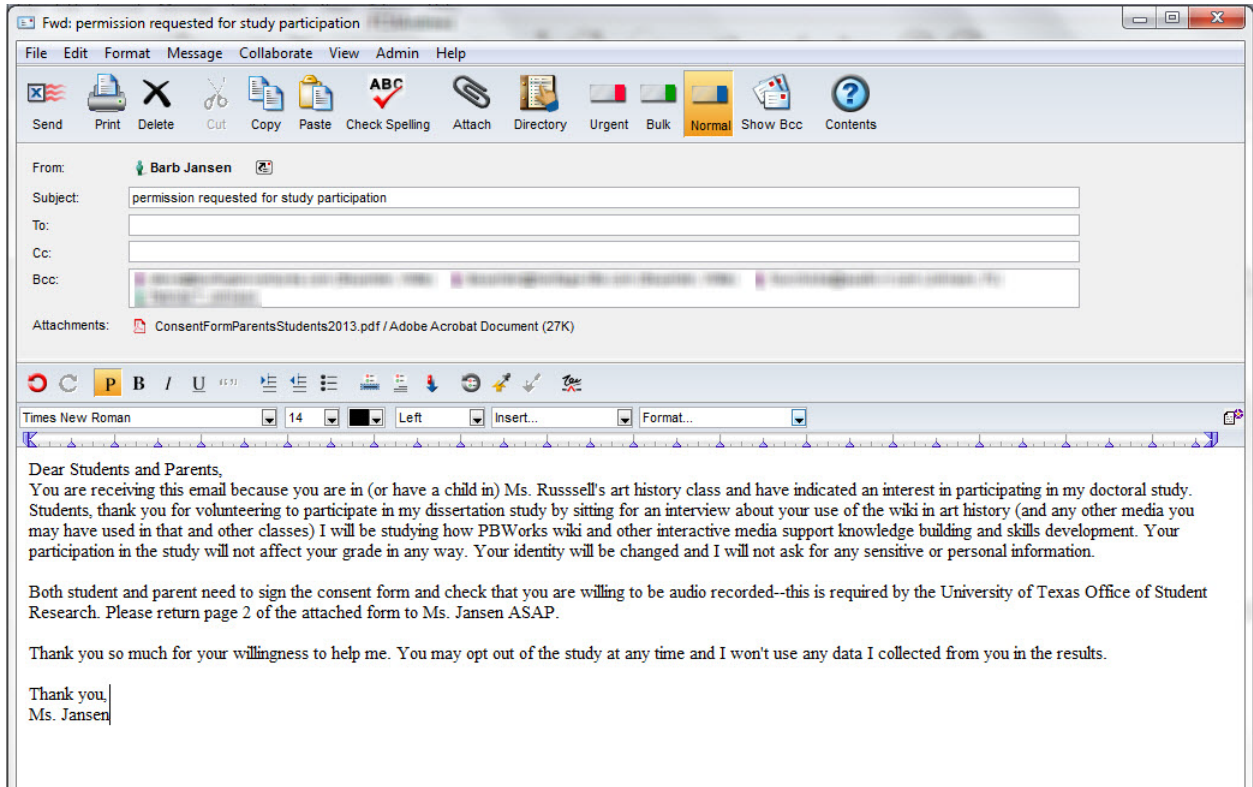 Fwd: permission requested for study participation
File Edit Format Message Collaborate View Admin Help
ABC
Send Print Delete Cut Copy Paste Check Spelling Attach Directory Urgent Bulk Normal Show Bcc Contents
From: Barb Jansen
Subject: permission requested for study participation
To:
Cc:
Bcc:
Attachments: ConsentFormParentsStudents2013.pdf / Adobe Acrobat Document (27K)
P B I U
Times New Roman 14 Left Insert... Format...
Dear Students and Parents,
You are receiving this email because you are in (or have a child in) Ms. Russsell's art history class and have indicated an interest in participating in my doctoral study.
Students, thank you for volunteering to participate in my dissertation study by sitting for an interview about your use of the wiki in art history (and any other media you
may have used in that and other classes) I will be studying how PBWorks wiki and other interactive media support knowledge building and skills development. Your
participation in the study will not affect your grade in any way. Your identity will be changed and I will not ask for any sensitive or personal information.
Both student and parent need to sign the consent form and check that you are willing to be audio recorded--this is required by the University of Texas Office of Student
Research. Please return page 2 of the attached form to Ms. Jansen ASAP.
Thank you so much for your willingness to help me. You may opt out of the study at any time and I won't use any data I collected from you in the results.
Thank you,
Ms. Jansen